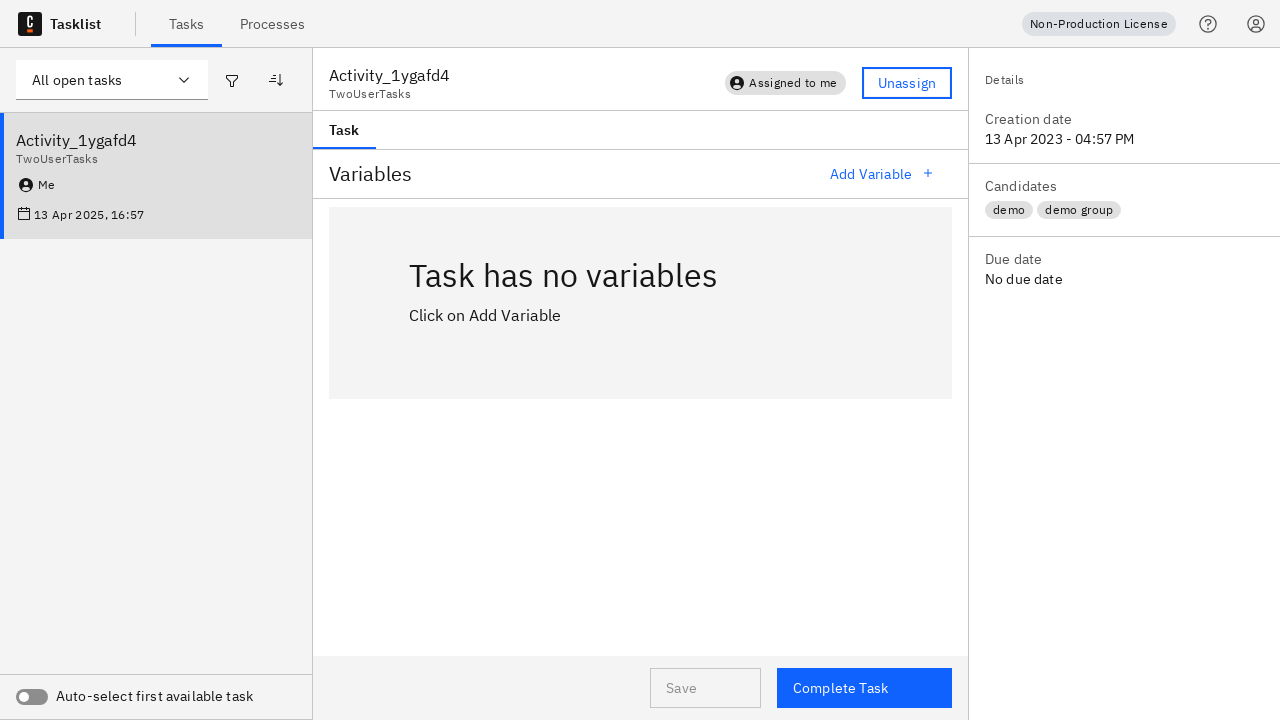 Tasklist
Tasks
Processes
Non-Production License
All open tasks
Activity_1ygafd4
TwoUserTasks
Me
13 Apr 2025, 16:57
Auto-select first available task
Activity_1ygafd4
TwoUserTasks
Assigned to me
Unassign
Task
Variables
Add Variable +
Task has no variables
Click on Add Variable
Save
Complete Task
Details
Creation date
13 Apr 2023 - 04:57 PM
Candidates
demo
demo group
Due date
No due date